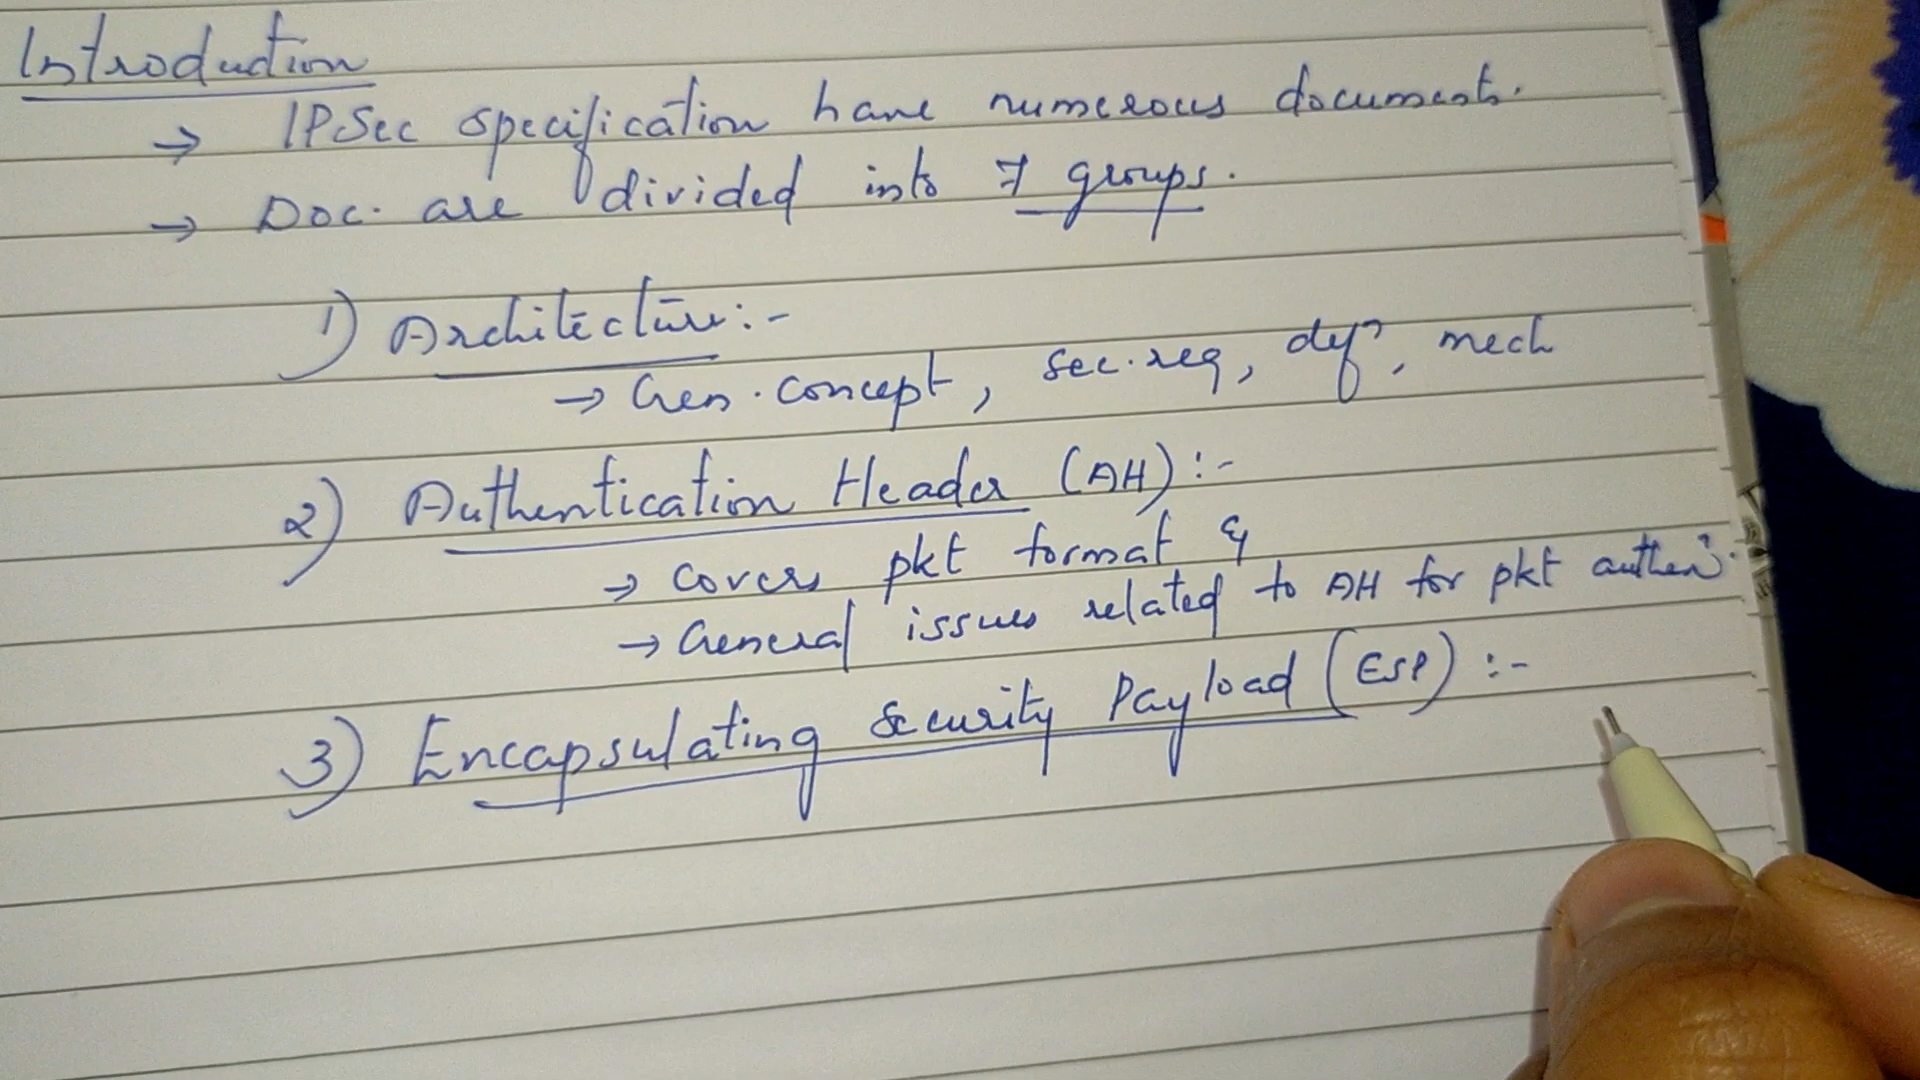 Introduction
→ IPSec specification have numerous documents.
→ Doc. are divided into 7 groups.
1) Architecture:-
→ Gen. concept, sec. req, defⁿ, mech
2) Authentication Header (AH):-
→ covers pkt format &
→ General issues related to AH for pkt authenⁿ.
3) Encapsulating Security Payload (ESP) :-